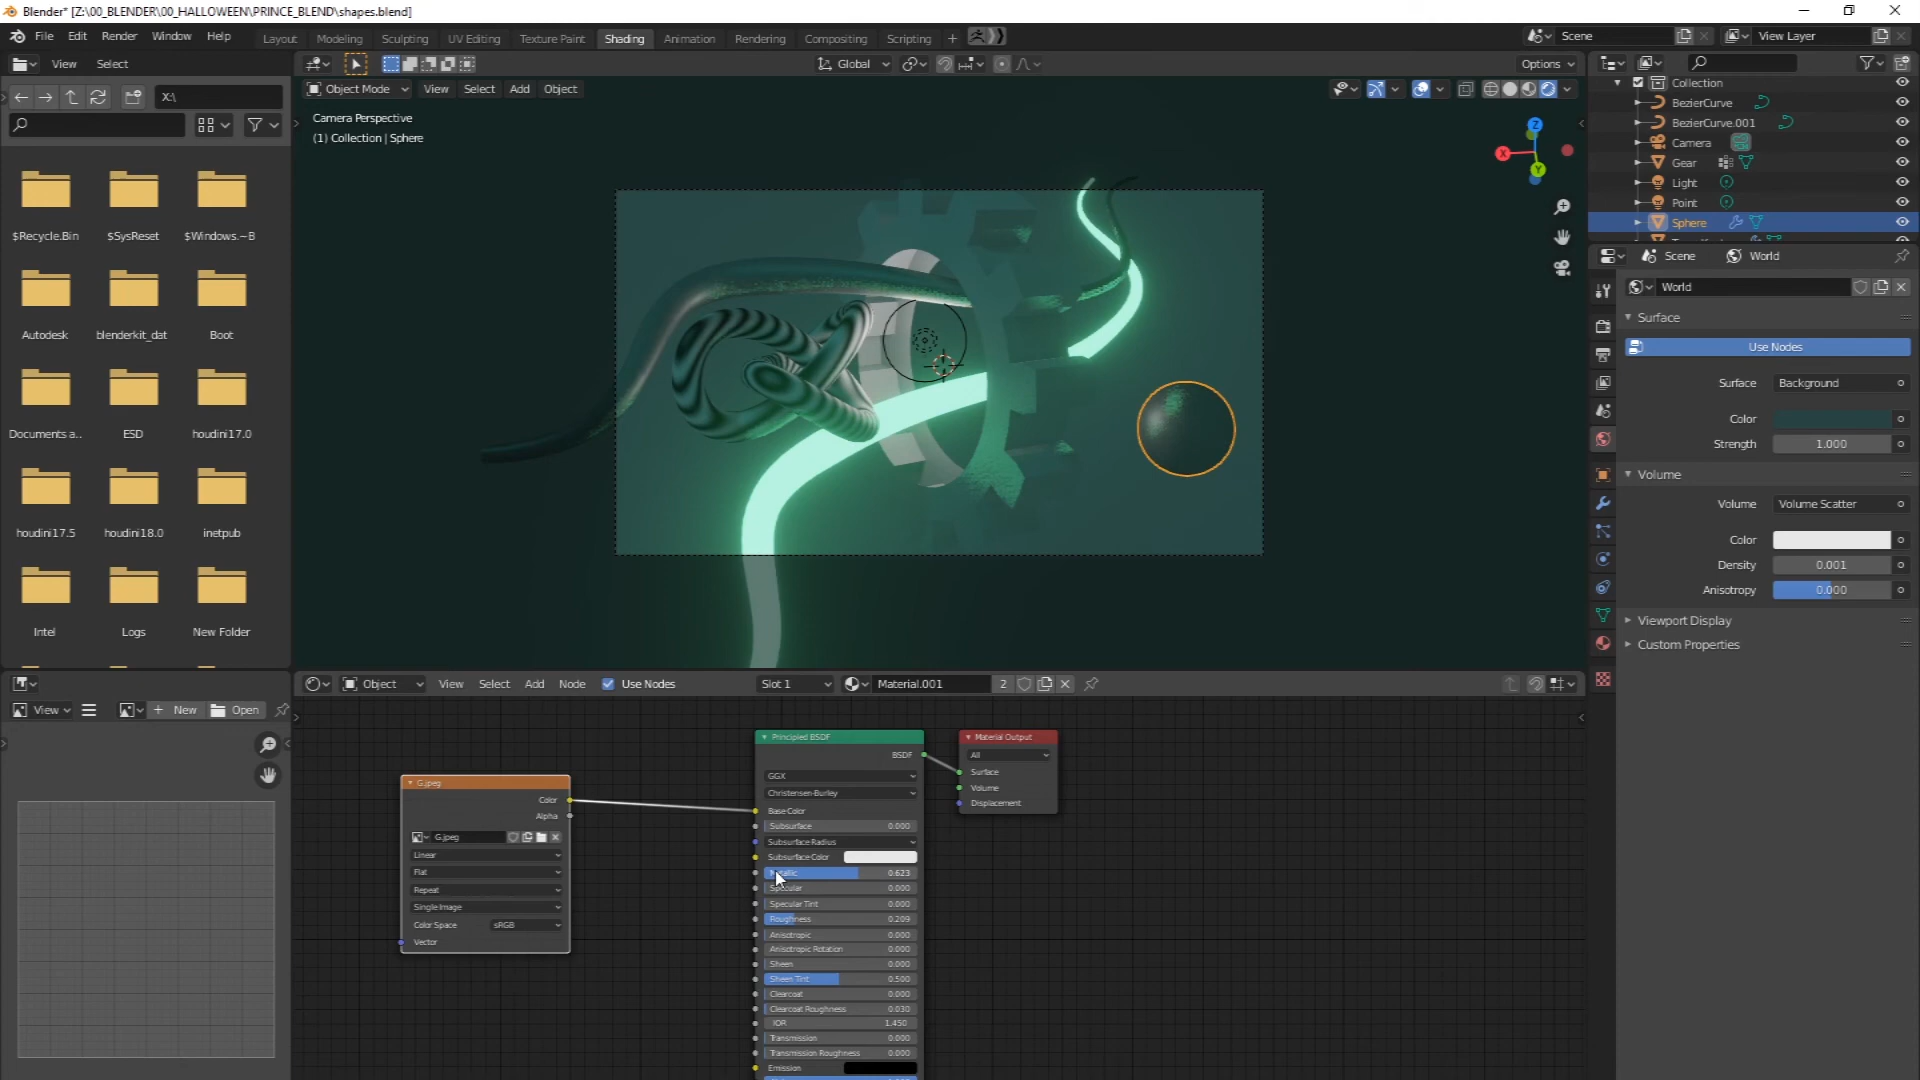 Blender* [Z:\00_BLENDER\00_HALLOWEEN\PRINCE_BLEND\shapes.blend]
File Edit Render Window Help
Layout Modeling Sculpting UV Editing Texture Paint Shading Animation Rendering Compositing Scripting +
Scene View Layer
View Select
Global Options
X:\
Object Mode View Select Add Object
Camera Perspective
(1) Collection | Sphere
Z
X
Y
$Recycle.Bin $SysReset $Windows.~B
Autodesk blenderkit_dat Boot
Documents a.. ESD houdini17.0
houdini17.5 houdini18.0 inetpub
Intel Logs New Folder
Collection
BezierCurve
BezierCurve.001
Camera
Gear
Light
Point
Sphere
Scene World
World
Surface
Use Nodes
Surface Background
Color
Strength 1.000
Volume
Volume Volume Scatter
Color
Density 0.001
Anisotropy 0.000
Viewport Display
Custom Properties
Object View Select Add Node Use Nodes Slot 1 Material.001 2
View New Open
G.jpeg
Color
Alpha
G.jpeg
Linear
Flat
Repeat
Single Image
Color Space sRGB
Vector
Principled BSDF
BSDF
GGX
Christensen-Burley
Base Color
Subsurface 0.000
Subsurface Radius
Subsurface Color
Metallic 0.623
Specular 0.000
Specular Tint 0.000
Roughness 0.209
Anisotropic 0.000
Anisotropic Rotation 0.000
Sheen 0.000
Sheen Tint 0.500
Clearcoat 0.000
Clearcoat Roughness 0.030
IOR 1.450
Transmission 0.000
Transmission Roughness 0.000
Emission
Material Output
All
Surface
Volume
Displacement